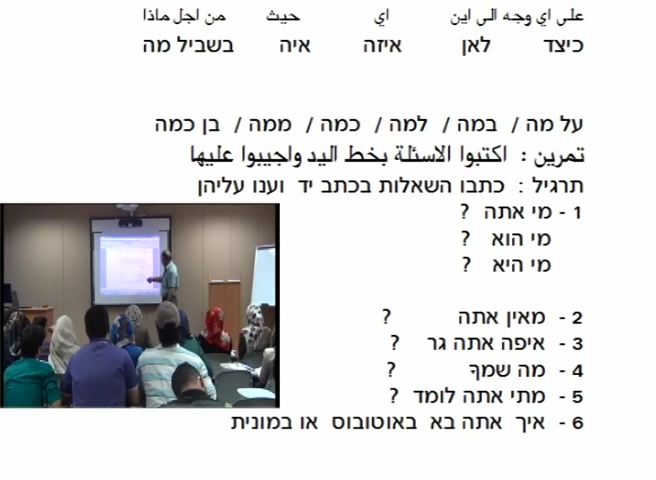 على اي وجه الى اين اي حيث من اجل ماذا
כיצד לאן איזה איה בשביל מה
על מה / במה / למה / כמה / ממה / בן כמה
تمرين : اكتبوا الاسئلة بخط اليد واجيبوا عليها
תרגיל : כתבו השאלות בכתב יד וענו עליהן
1 - מי אתה ?
מי הוא ?
מי היא ?
2 - מאין אתה ?
3 - איפה אתה גר ?
4 - מה שמך ?
5 - מתי אתה לומד ?
6 - איך אתה בא באוטובוס או במונית